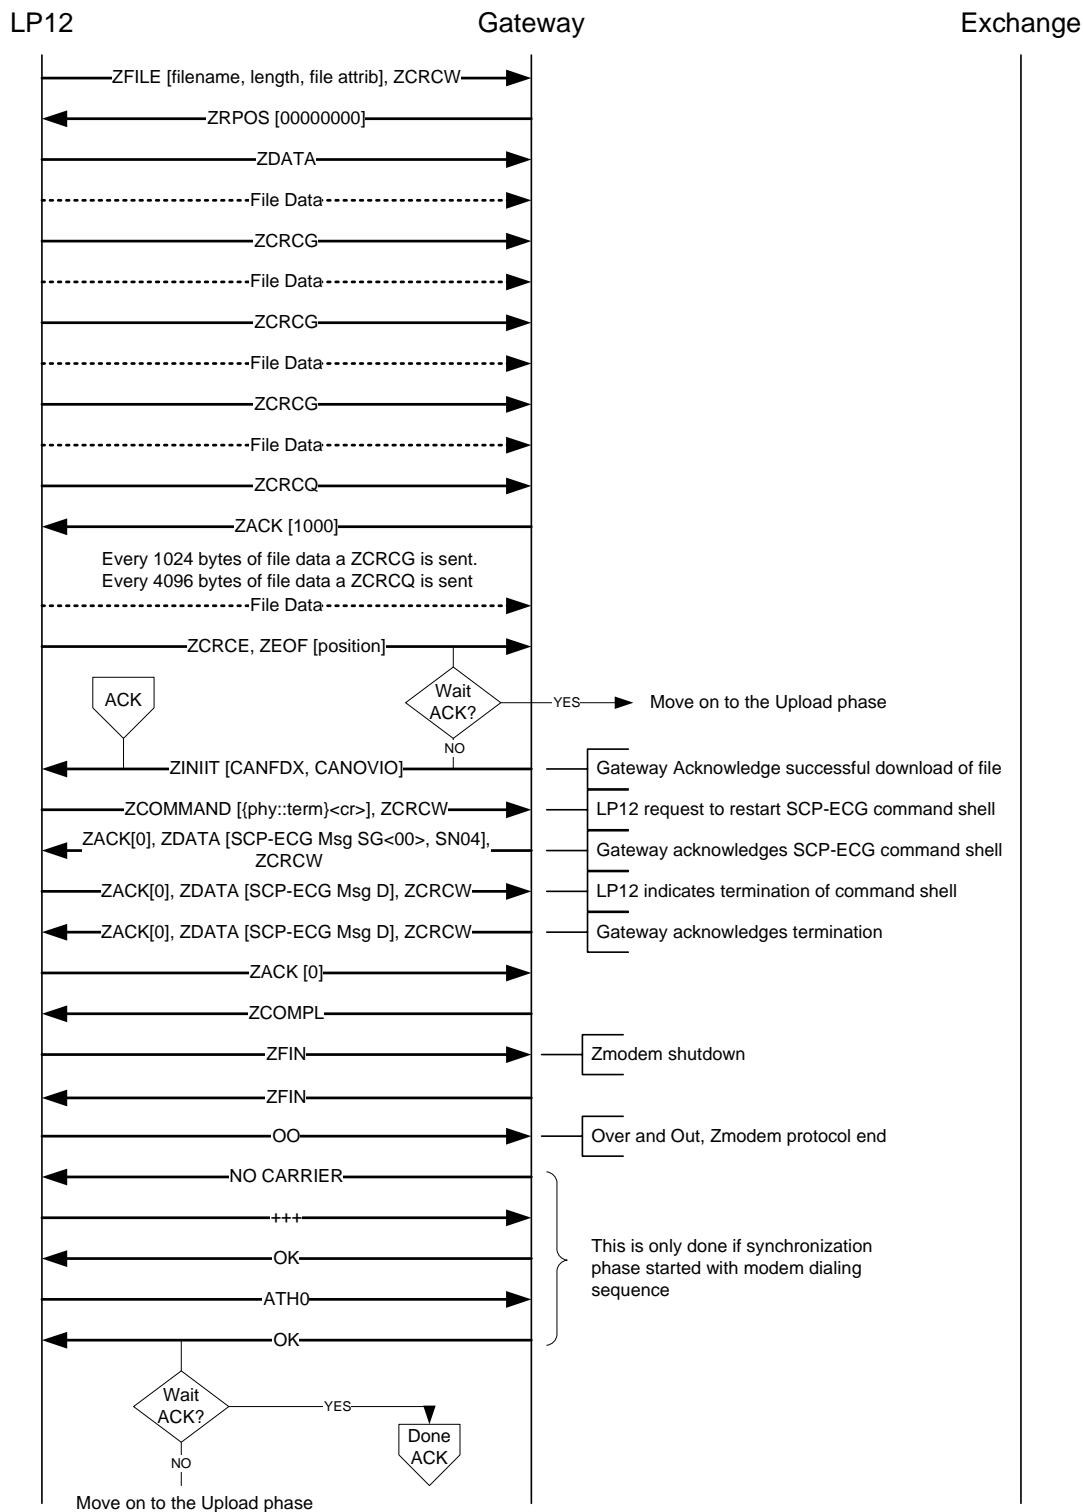 LP12
Gateway
Exchange
ZFILE [filename, length, file attrib], ZCRCW
ZRPOS [00000000]
ZDATA
File Data
ZCRCG
File Data
ZCRCG
File Data
ZCRCG
File Data
ZCRCQ
ZACK [1000]
Every 1024 bytes of file data a ZCRCG is sent.
Every 4096 bytes of file data a ZCRCQ is sent
File Data
ZCRCE, ZEOF [position]
ACK
Wait
ACK?
YES
Move on to the Upload phase
NO
ZINIIT [CANFDX, CANOVIO]
Gateway Acknowledge successful download of file
ZCOMMAND [{phy::term}<cr>], ZCRCW
LP12 request to restart SCP-ECG command shell
ZACK[0], ZDATA [SCP-ECG Msg SG<00>, SN04],
ZCRCW
Gateway acknowledges SCP-ECG command shell
ZACK[0], ZDATA [SCP-ECG Msg D], ZCRCW
LP12 indicates termination of command shell
ZACK[0], ZDATA [SCP-ECG Msg D], ZCRCW
Gateway acknowledges termination
ZACK [0]
ZCOMPL
ZFIN
Zmodem shutdown
ZFIN
OO
Over and Out, Zmodem protocol end
NO CARRIER
+++
OK
This is only done if synchronization
phase started with modem dialing
sequence
ATH0
OK
Wait
ACK?
YES
Done
ACK
NO
Move on to the Upload phase